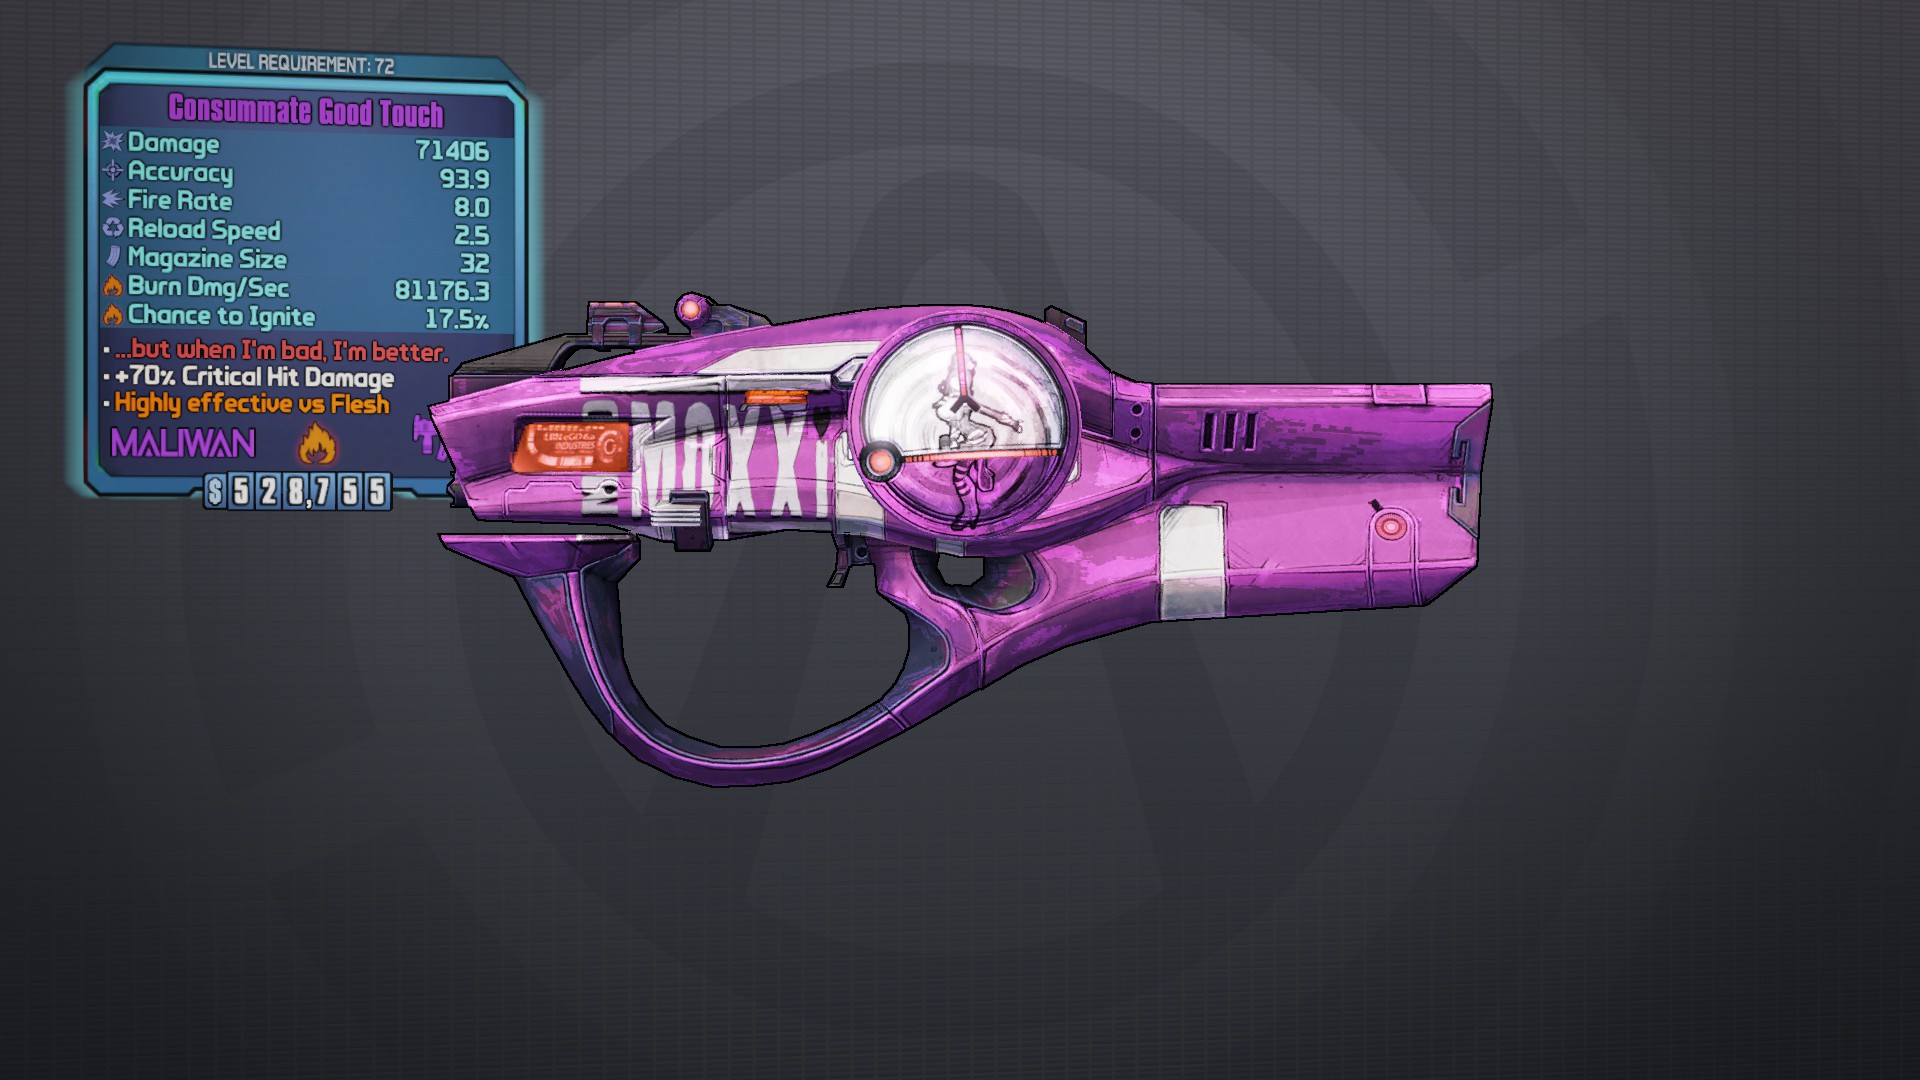 LEVEL REQUIREMENT: 72
Consummate Good Touch
Damage 71406
Accuracy 93.9
Fire Rate 8.0
Reload Speed 2.5
Magazine Size 32
Burn Dmg/Sec 81176.3
Chance to Ignite 17.5%
• ...but when I'm bad, I'm better.
• +70% Critical Hit Damage
• Highly effective vs Flesh
MALIWAN
$528,755
MOXXI
INDUSTRIES